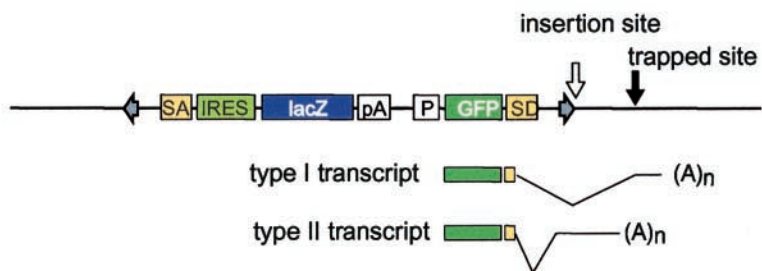 insertion site
trapped site
SA IRES lacZ pA P GFP SD
type I transcript (A)n
type II transcript (A)n